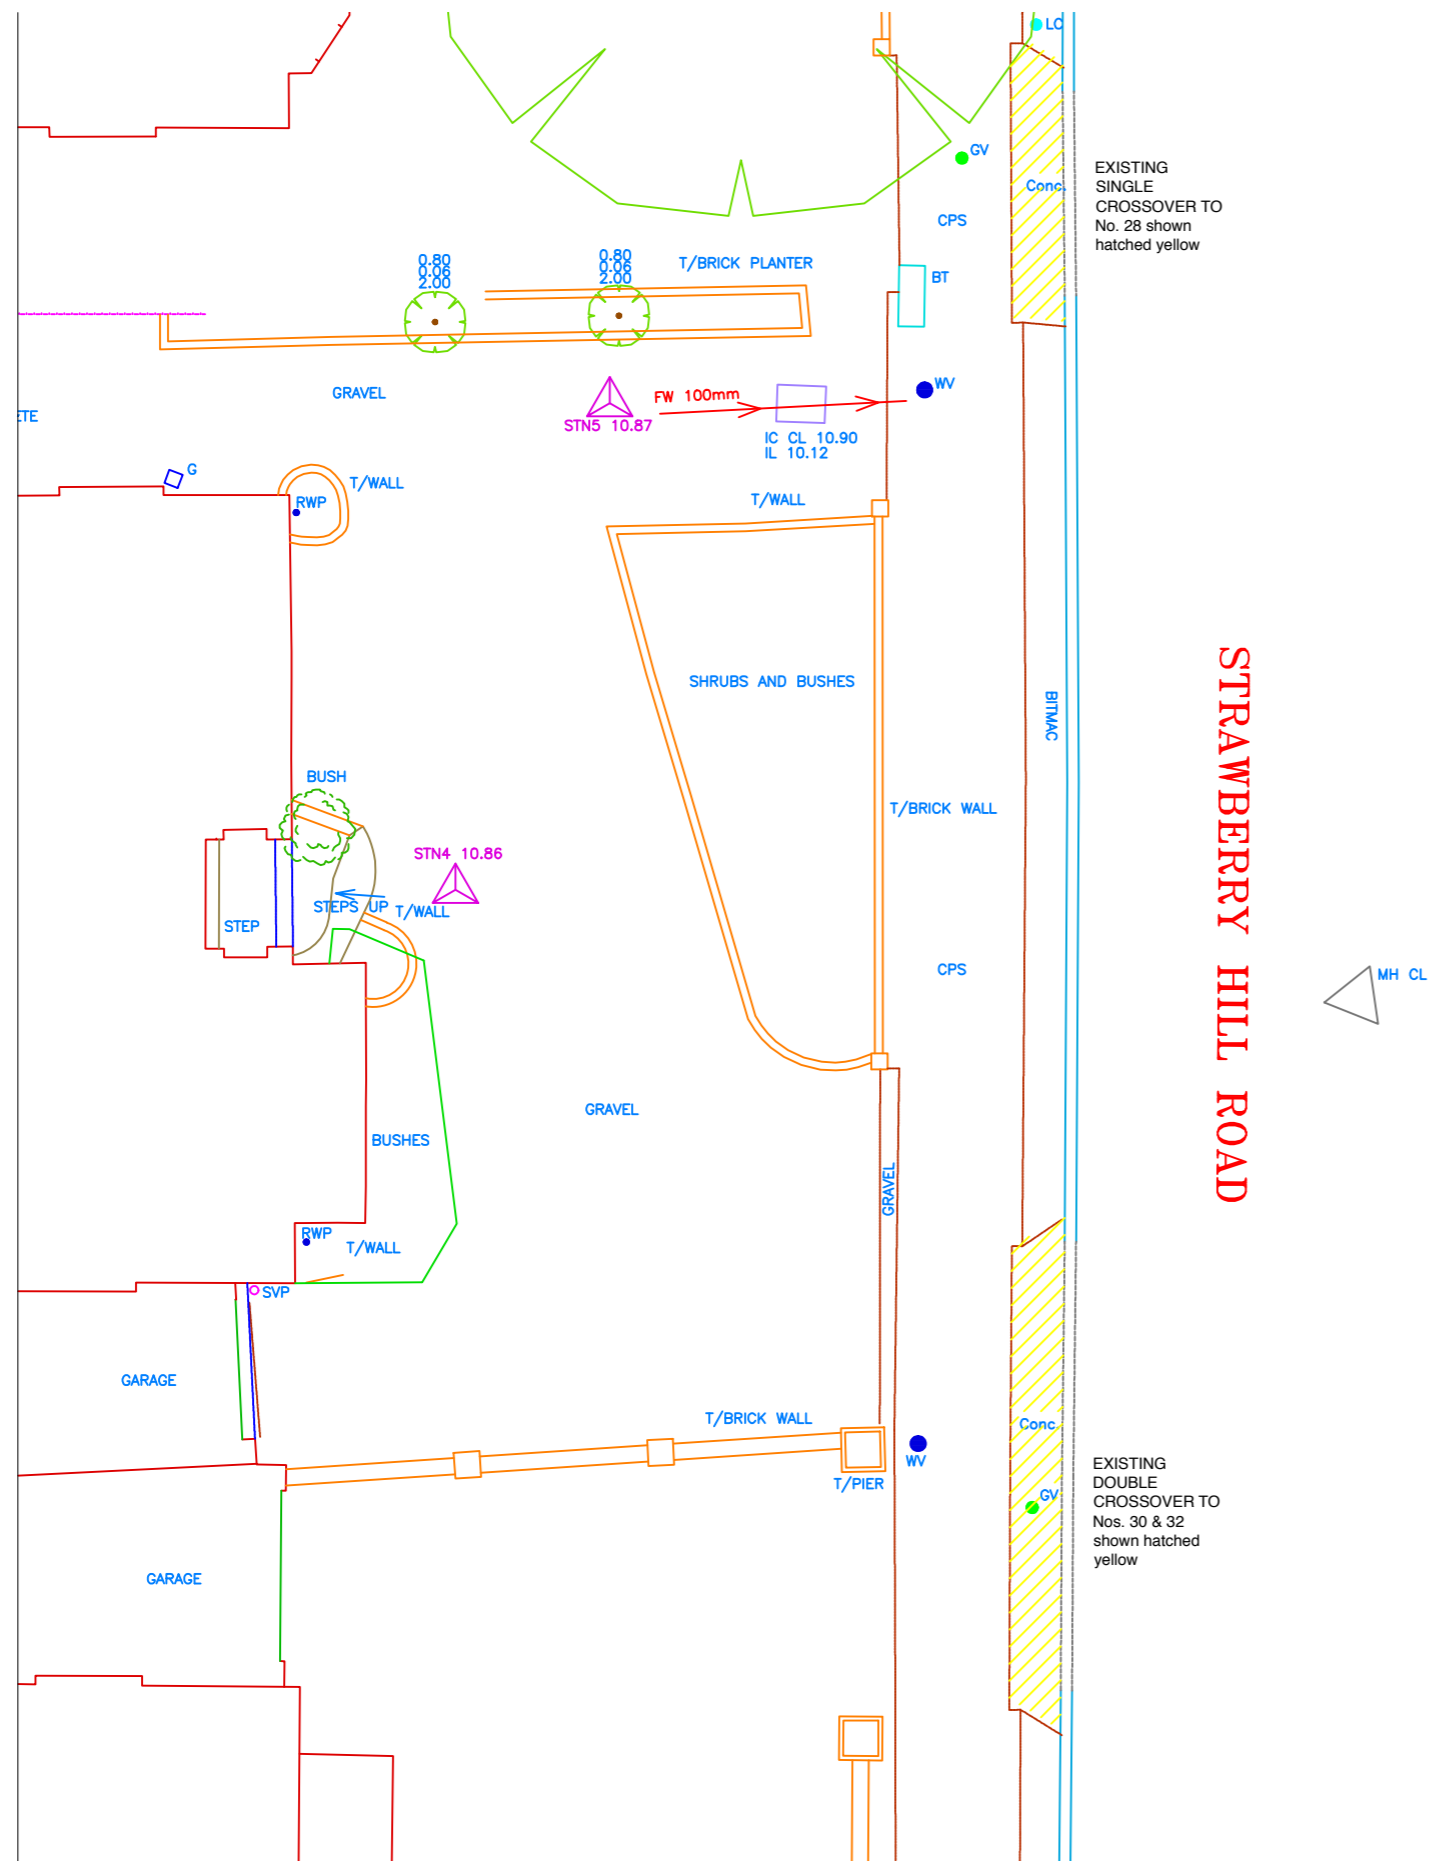 LO
GV
EXISTING
SINGLE
CROSSOVER TO
No. 28 shown
hatched yellow
Conc.
CPS
0.80
0.06
2.00
0.80
0.06
2.00
T/BRICK PLANTER
BT
GRAVEL
FW 100mm
WV
ETE
STN5 10.87
IC CL 10.90
IL 10.12
G
T/WALL
RWP
T/WALL
SHRUBS AND BUSHES
BITMAC
STRAWBERRY HILL ROAD
BUSH
T/BRICK WALL
STN4 10.86
STEPS UP
T/WALL
STEP
CPS
MH CL
GRAVEL
BUSHES
GRAVEL
RWP
T/WALL
SVP
GARAGE
T/BRICK WALL
Conc
WV
T/PIER
GV
EXISTING
DOUBLE
CROSSOVER TO
Nos. 30 & 32
shown hatched
yellow
GARAGE